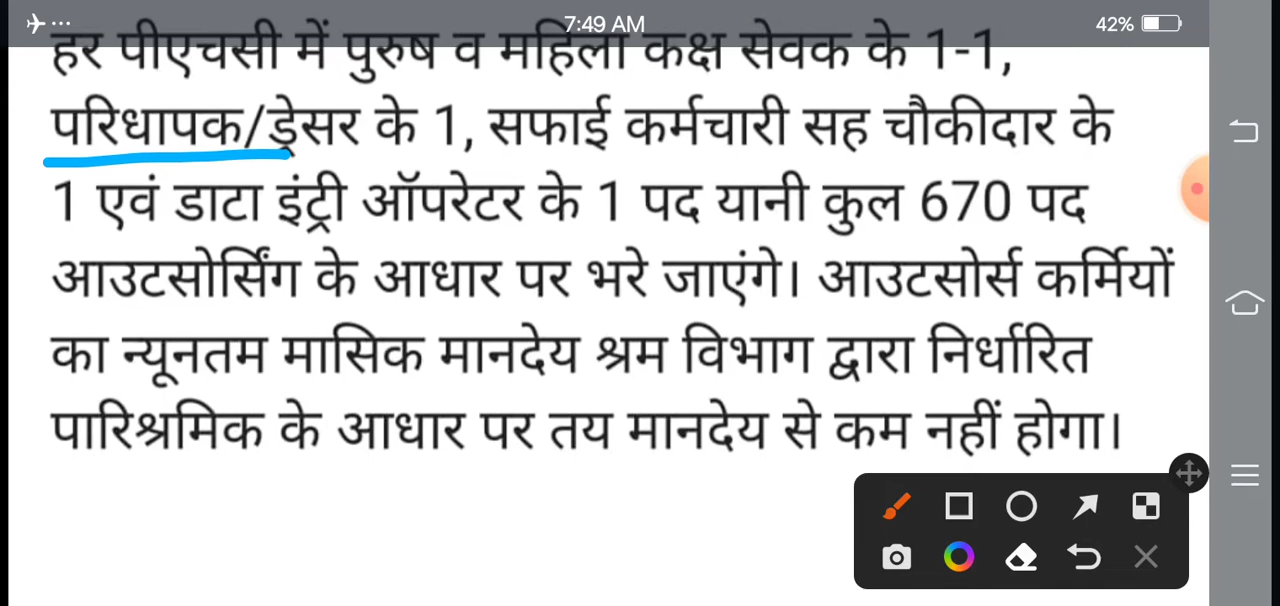 7:49 AM
42%
हर पीएचसी में पुरुष व महिला कक्ष सेवक के 1-1,
परिधापक/ड्रेसर के 1, सफाई कर्मचारी सह चौकीदार के
1 एवं डाटा इंट्री ऑपरेटर के 1 पद यानी कुल 670 पद
आउटसोर्सिंग के आधार पर भरे जाएंगे। आउटसोर्स कर्मियों
का न्यूनतम मासिक मानदेय श्रम विभाग द्वारा निर्धारित
पारिश्रमिक के आधार पर तय मानदेय से कम नहीं होगा।